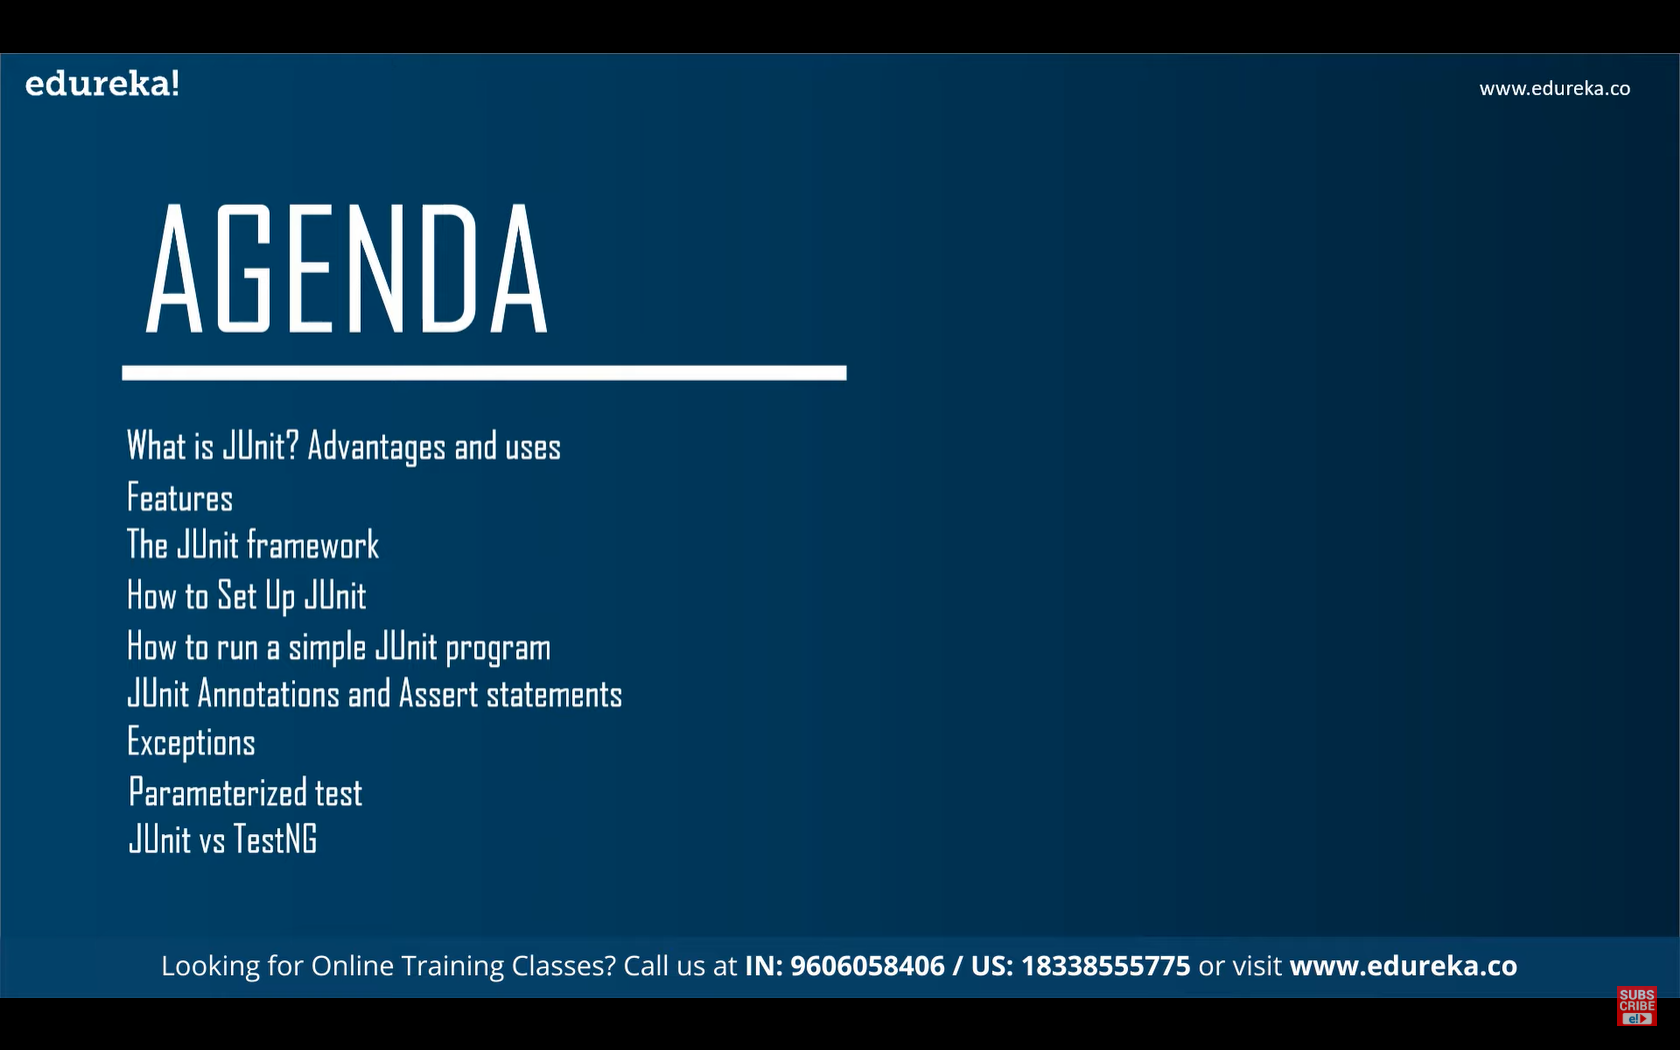 edureka!
www.edureka.co
AGENDA
What is JUnit? Advantages and uses
Features
The JUnit framework
How to Set Up JUnit
How to run a simple JUnit program
JUnit Annotations and Assert statements
Exceptions
Parameterized test
JUnit vs TestNG
Looking for Online Training Classes? Call us at IN: 9606058406 / US: 18338555775 or visit www.edureka.co
SUBS
CRIBE
e!